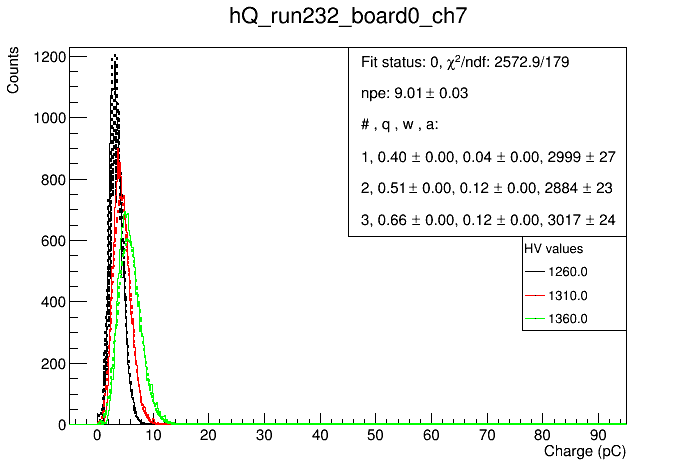 hQ_run232_board0_ch7
Counts
1200
1000
800
600
400
200
0
0 10 20 30 40 50 60 70 80 90
Charge (pC)
Fit status: 0, χ²/ndf: 2572.9/179
npe: 9.01 ± 0.03
# , q , w , a:
1, 0.40 ± 0.00, 0.04 ± 0.00, 2999 ± 27
2, 0.51 ± 0.00, 0.12 ± 0.00, 2884 ± 23
3, 0.66 ± 0.00, 0.12 ± 0.00, 3017 ± 24
HV values
1260.0
1310.0
1360.0